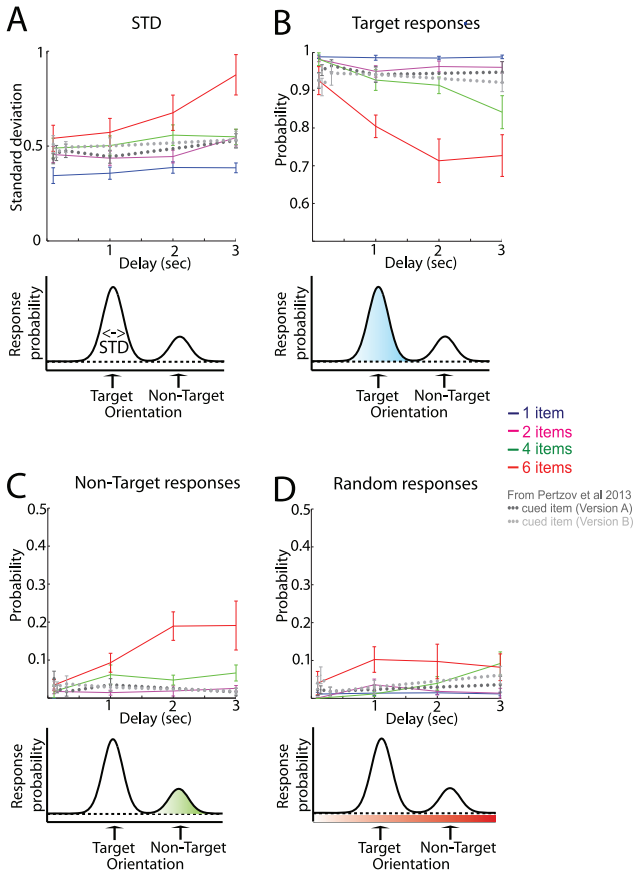 A
STD
1
0.5
0
Standard deviation
1 2 3
Delay (sec)
Response
probability
<->
STD
Target
Non-Target
Orientation
B
Target responses
1
0.9
0.8
0.7
0.6
Probability
1 2 3
Delay (sec)
Response
probability
Target
Non-Target
Orientation
1 item
2 items
4 items
6 items
From Pertzov et al 2013
cued item (Version A)
cued item (Version B)
C
Non-Target responses
0.5
0.4
0.3
0.2
0.1
Probability
1 2 3
Delay (sec)
Response
probability
Target
Non-Target
Orientation
D
Random responses
0.5
0.4
0.3
0.2
0.1
Probability
1 2 3
Delay (sec)
Response
probability
Target
Non-Target
Orientation